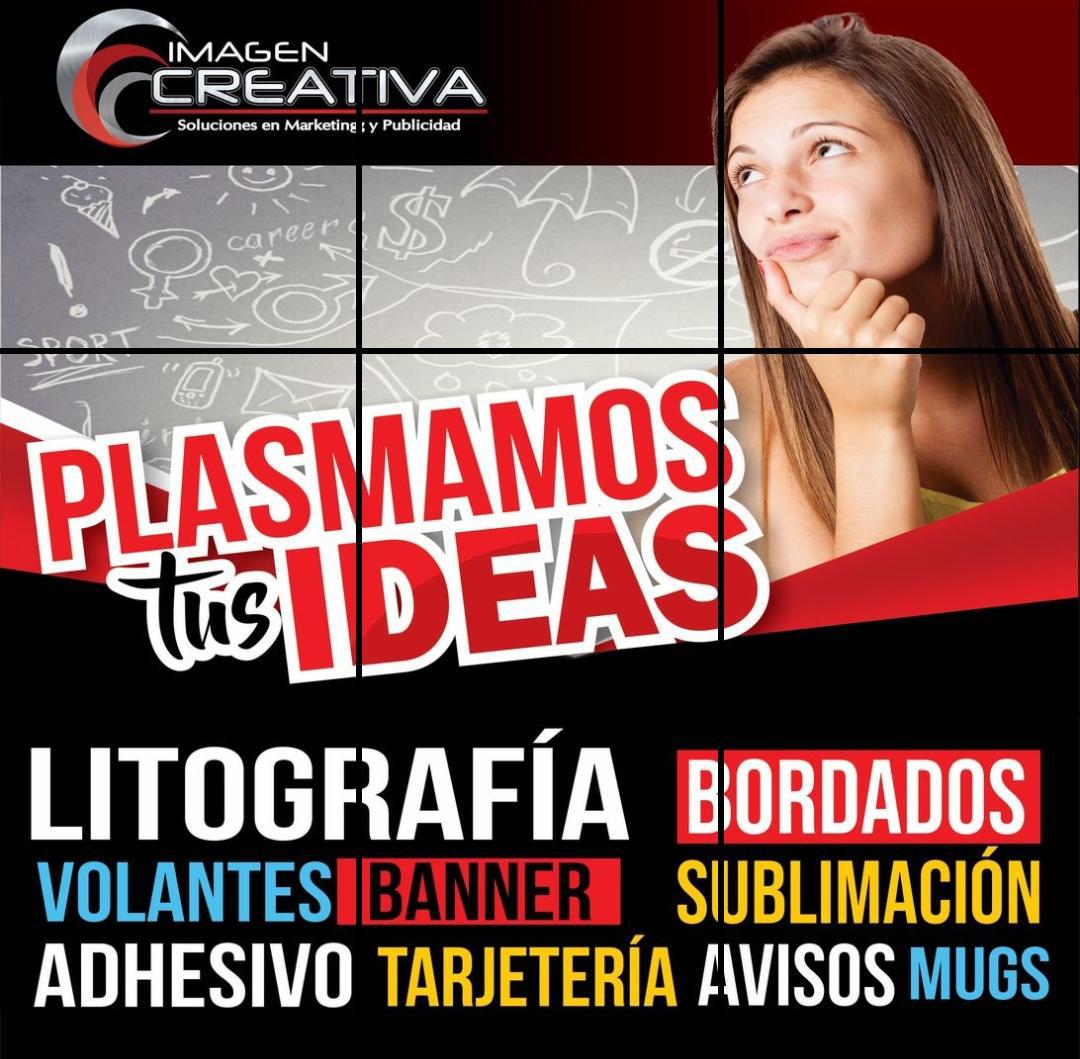 IMAGEN
CREATIVA
Soluciones en Marketing y Publicidad
career
$
SPORT
PLASMAMOS
tus IDEAS
LITOGRAFÍA BORDADOS
VOLANTES BANNER SUBLIMACIÓN
ADHESIVO TARJETERÍA AVISOS MUGS